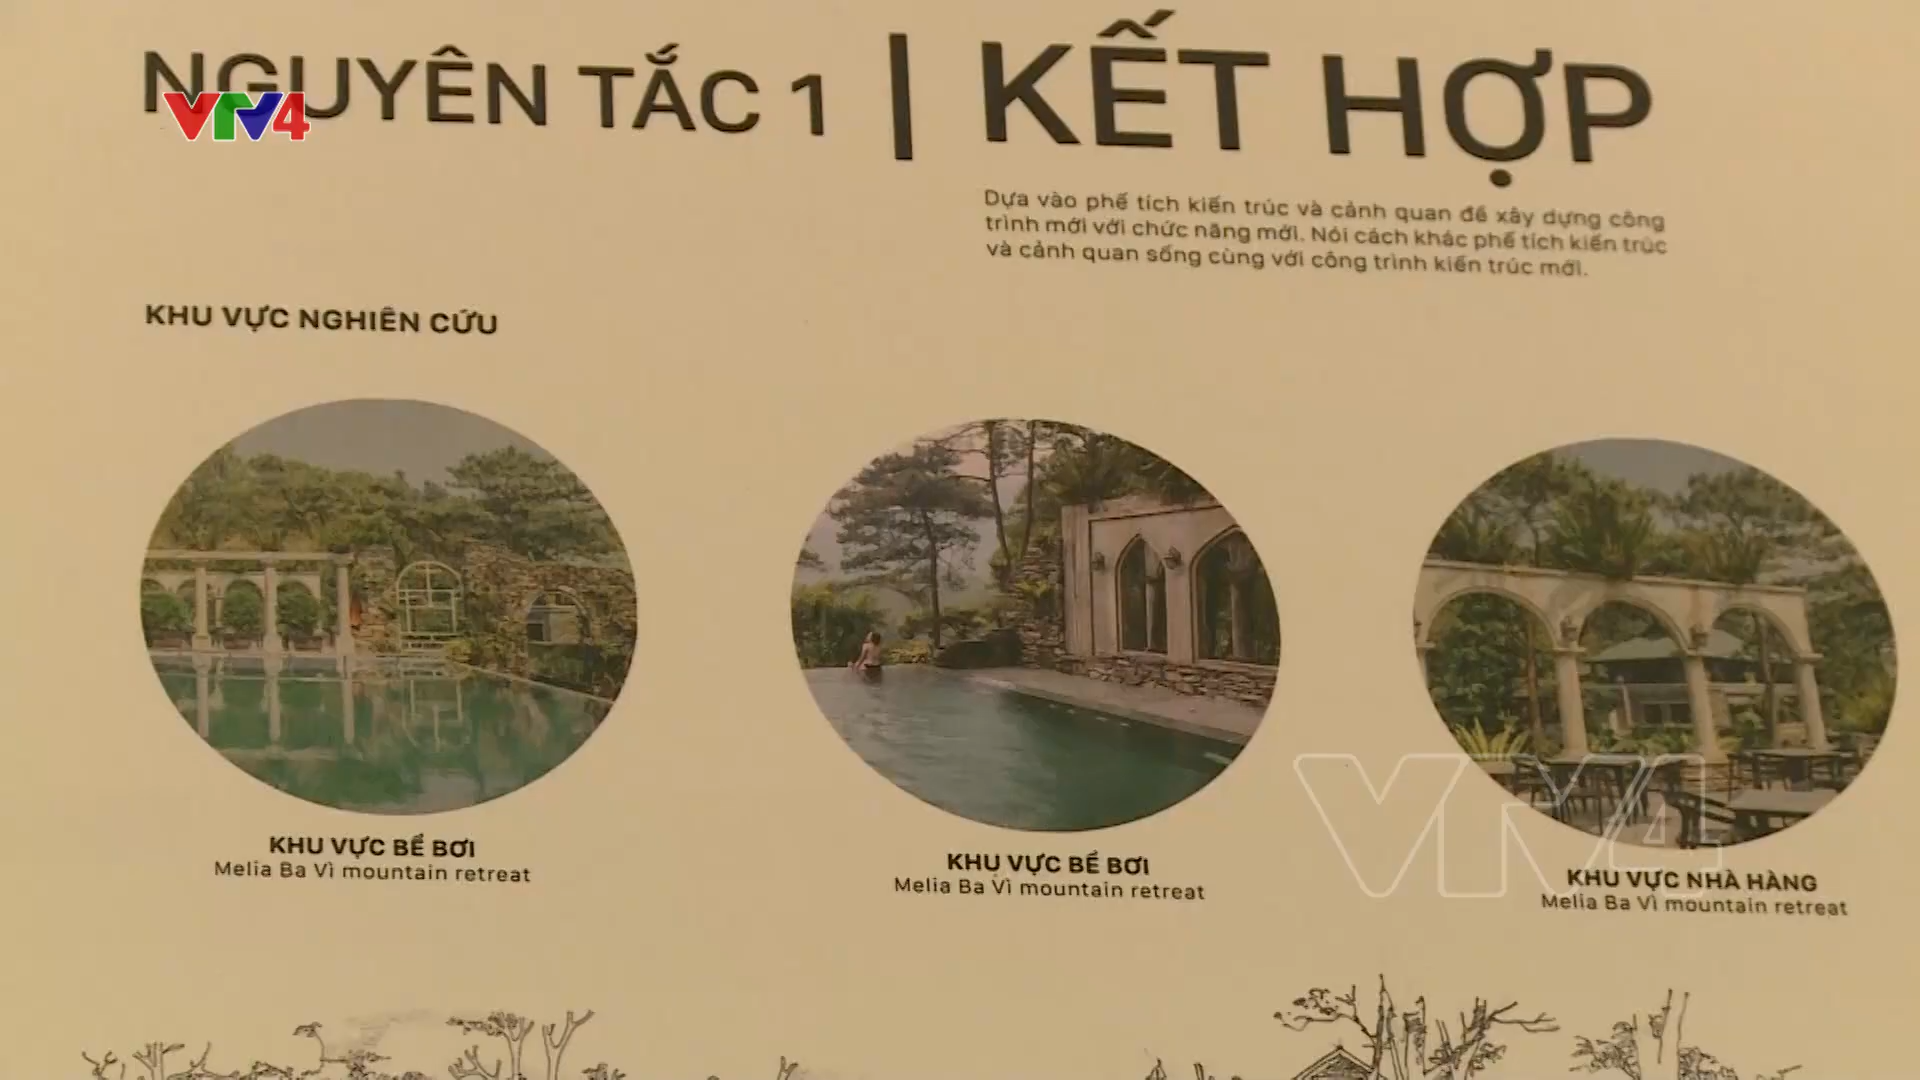 NGUYÊN TẮC 1 | KẾT HỢP
VTV4
Dựa vào phế tích kiến trúc và cảnh quan để xây dựng công
trình mới với chức năng mới. Nói cách khác phế tích kiến trúc
và cảnh quan sống cùng với công trình kiến trúc mới.
KHU VỰC NGHIÊN CỨU
KHU VỰC BỂ BƠI
Melia Ba Vì mountain retreat
KHU VỰC BỂ BƠI
Melia Ba Vì mountain retreat
VTV4
KHU VỰC NHÀ HÀNG
Melia Ba Vì mountain retreat